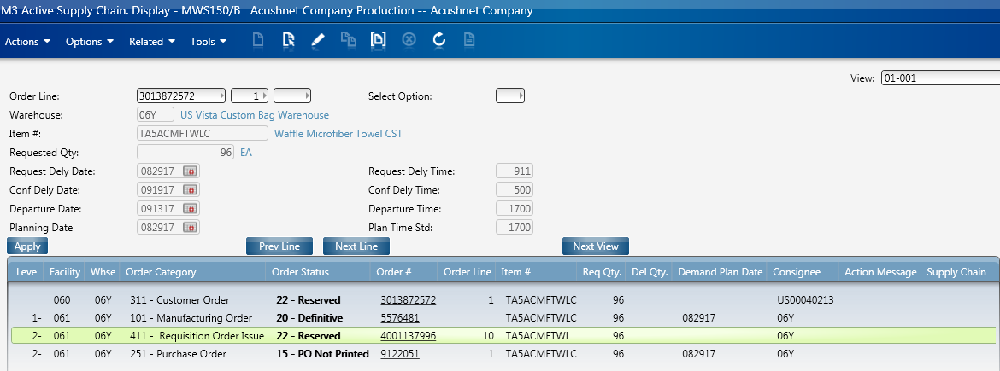 M3 Active Supply Chain. Display - MWS150/B Acushnet Company Production -- Acushnet Company
Actions Options Related Tools
View: 01-001
Order Line: 3013872572 1 Select Option:
Warehouse: 06Y US Vista Custom Bag Warehouse
Item #: TA5ACMFTWLC Waffle Microfiber Towel CST
Requested Qty: 96 EA
Request Dely Date: 082917 Request Dely Time: 911
Conf Dely Date: 091917 Conf Dely Time: 500
Departure Date: 091317 Departure Time: 1700
Planning Date: 082917 Plan Time Std: 1700
Apply Prev Line Next Line Next View
Level Facility Whse Order Category Order Status Order # Order Line Item # Req Qty. Del Qty. Demand Plan Date Consignee Action Message Supply Chain
060 06Y 311 - Customer Order 22 - Reserved 3013872572 1 TA5ACMFTWLC 96 US00040213
1- 061 06Y 101 - Manufacturing Order 20 - Definitive 5576481 TA5ACMFTWLC 96 082917 06Y
2- 061 06Y 411 - Requisition Order Issue 22 - Reserved 4001137996 10 TA5ACMFTWL 96 06Y
2- 061 06Y 251 - Purchase Order 15 - PO Not Printed 9122051 1 TA5ACMFTWLC 96 082917 06Y